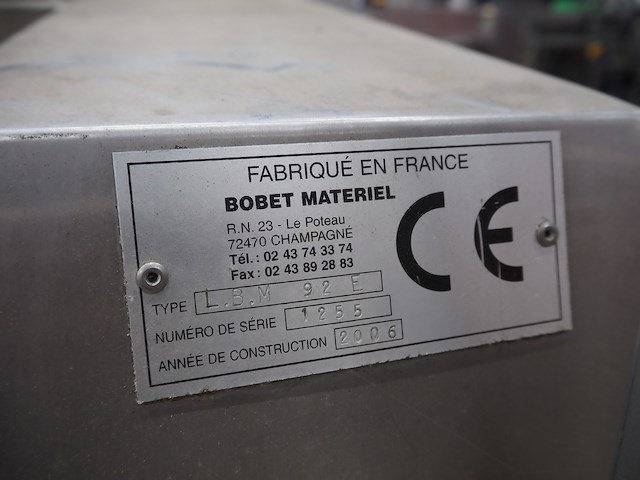 FABRIQUÉ EN FRANCE
BOBET MATERIEL
R.N. 23 - Le Poteau
72470 CHAMPAGNÉ
Tél. : 02 43 74 33 74
Fax : 02 43 89 28 83
CE
TYPE L.B.M 92 E
NUMÉRO DE SÉRIE 1255
ANNÉE DE CONSTRUCTION 2006